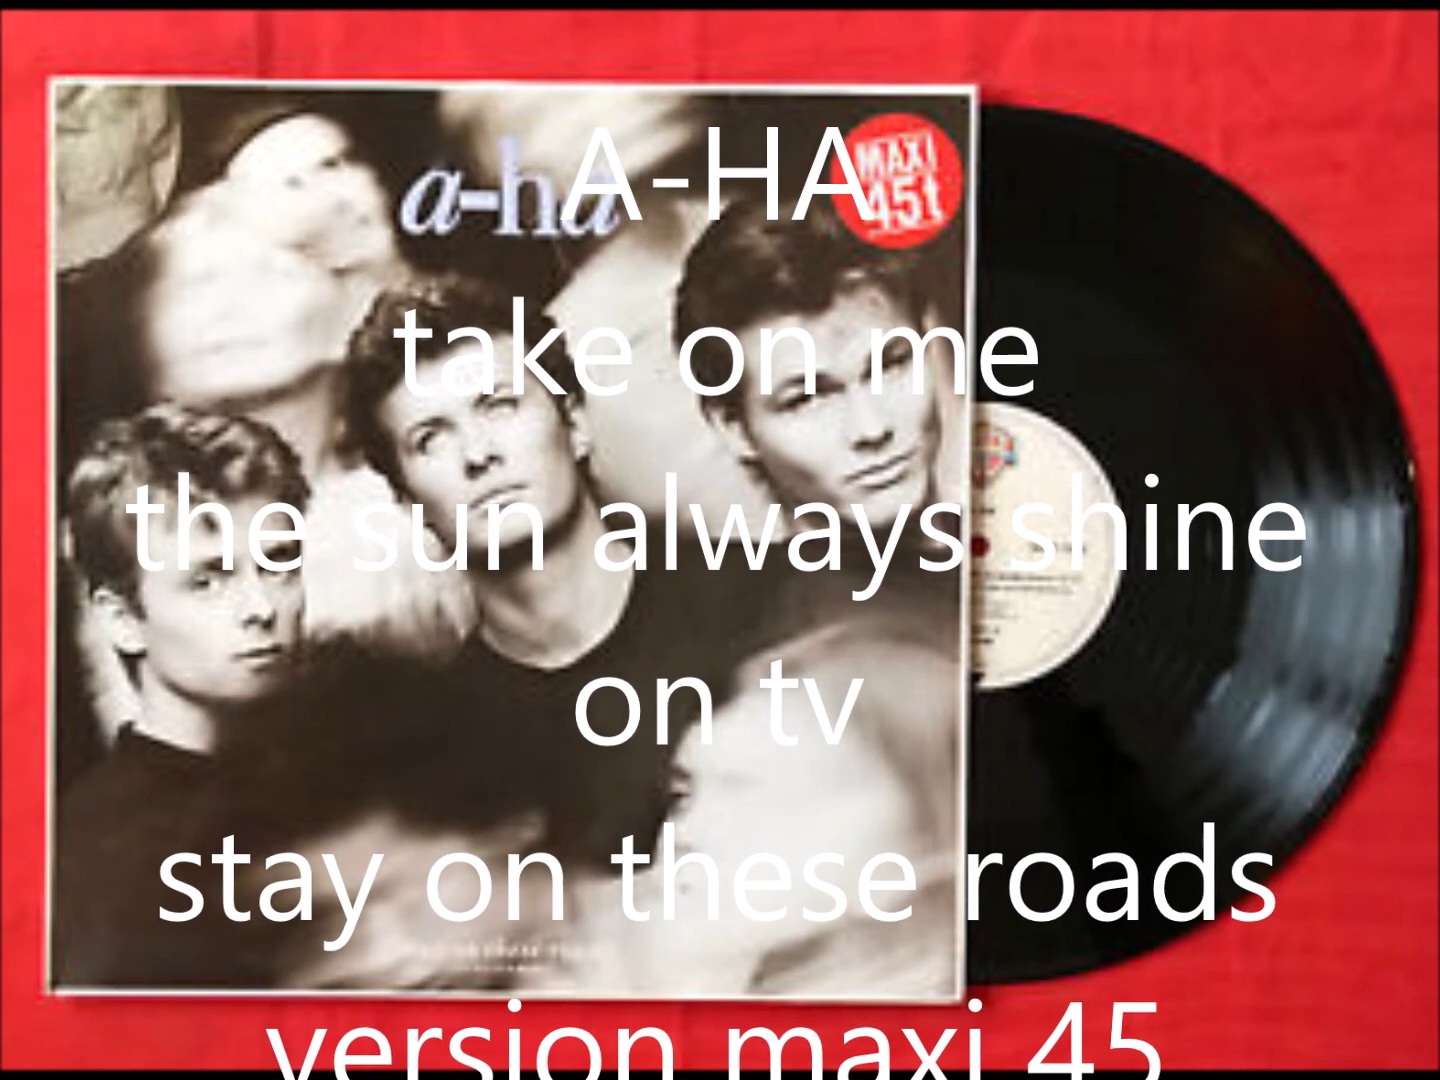 a-ha
MAXI
45t
A-HA
take on me
the sun always shine
on tv
stay on these roads
version maxi 45